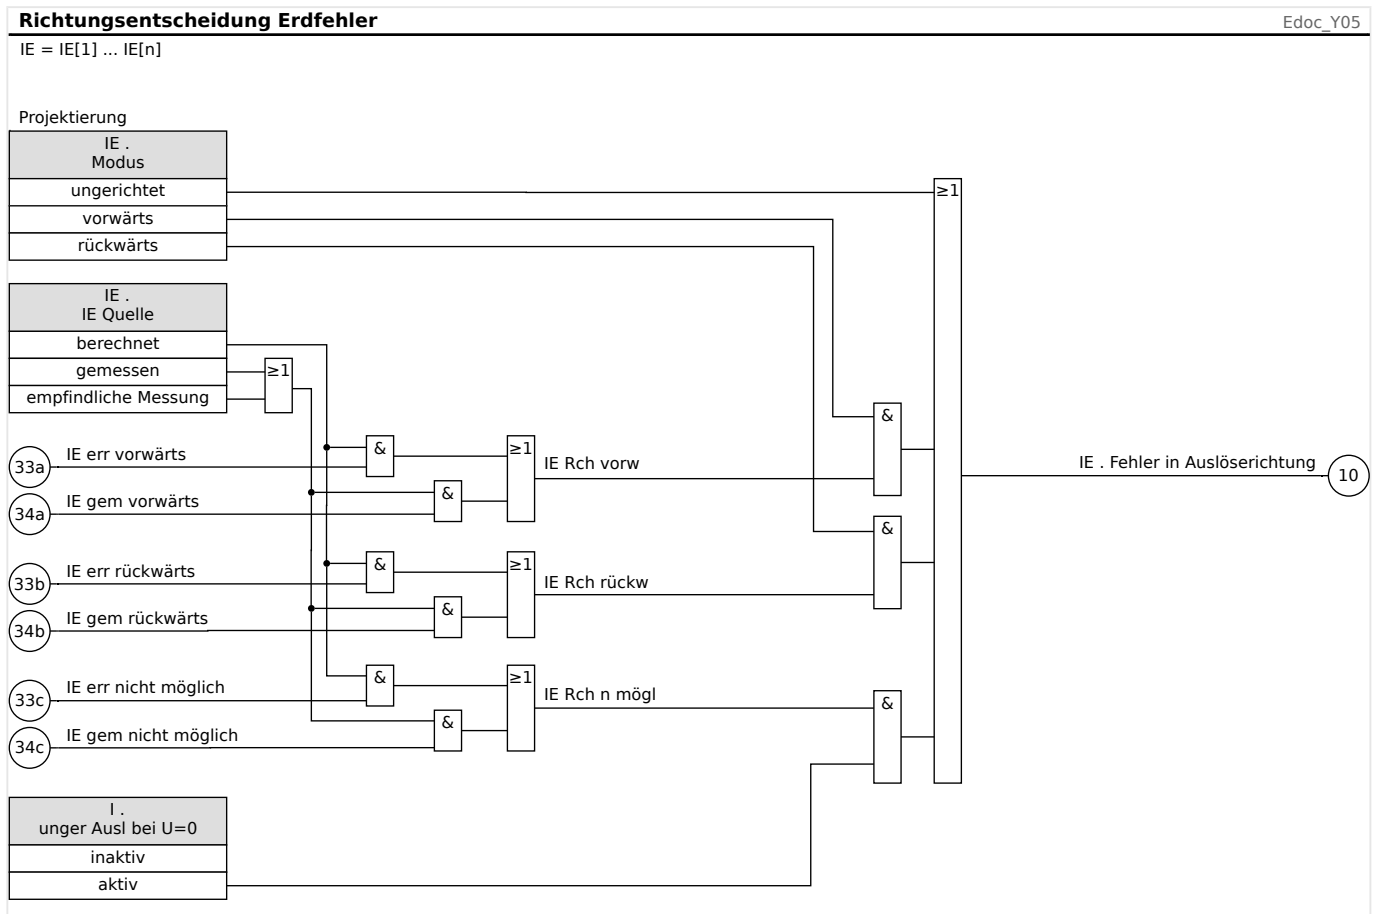 Richtungsentscheidung Erdfehler
Edoc_Y05
IE = IE[1] ... IE[n]
Projektierung
IE .
Modus
ungerichtet
vorwärts
rückwärts
≥1
IE .
IE Quelle
berechnet
gemessen
empfindliche Messung
≥1
&
33a
IE err vorwärts
&
≥1
IE Rch vorw
34a
IE gem vorwärts
&
IE . Fehler in Auslöserichtung
10
&
33b
IE err rückwärts
&
≥1
IE Rch rückw
34b
IE gem rückwärts
&
33c
IE err nicht möglich
&
≥1
IE Rch n mögl
&
34c
IE gem nicht möglich
&
I .
unger Ausl bei U=0
inaktiv
aktiv